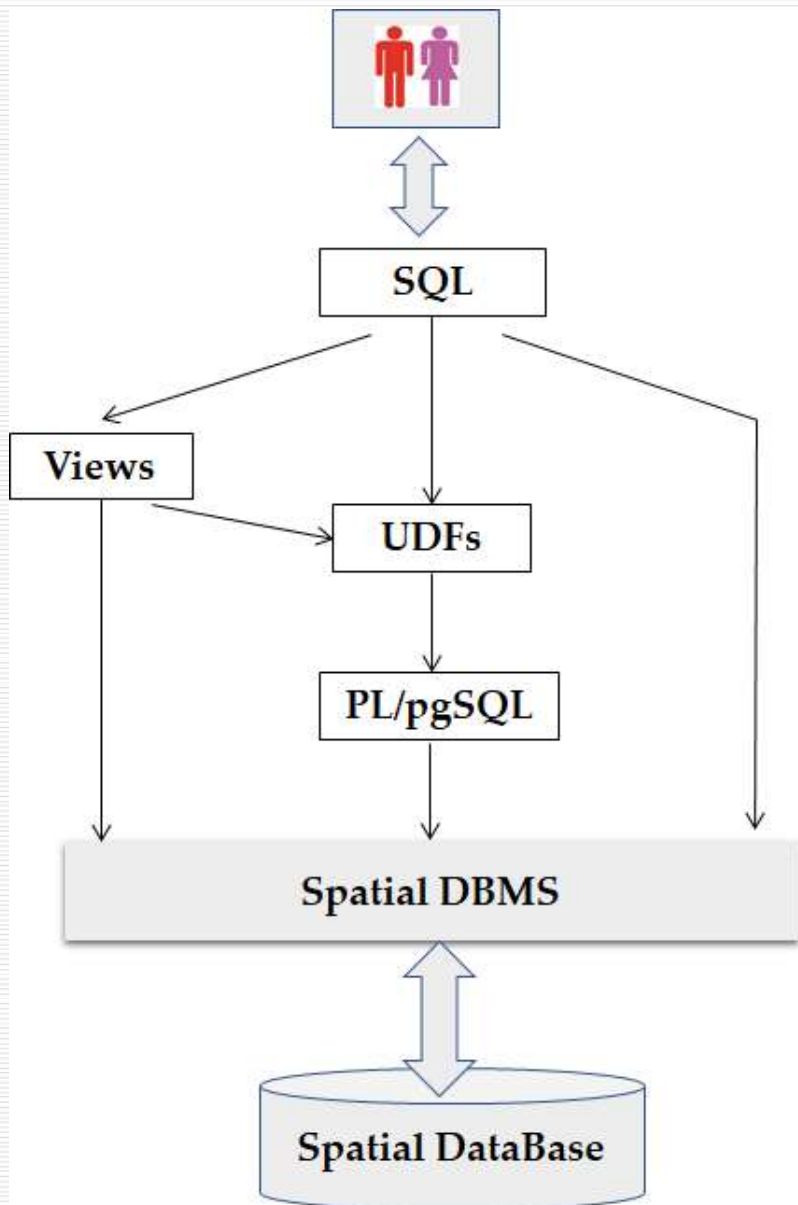 SQL
Views
UDFs
PL/pgSQL
Spatial DBMS
Spatial DataBase